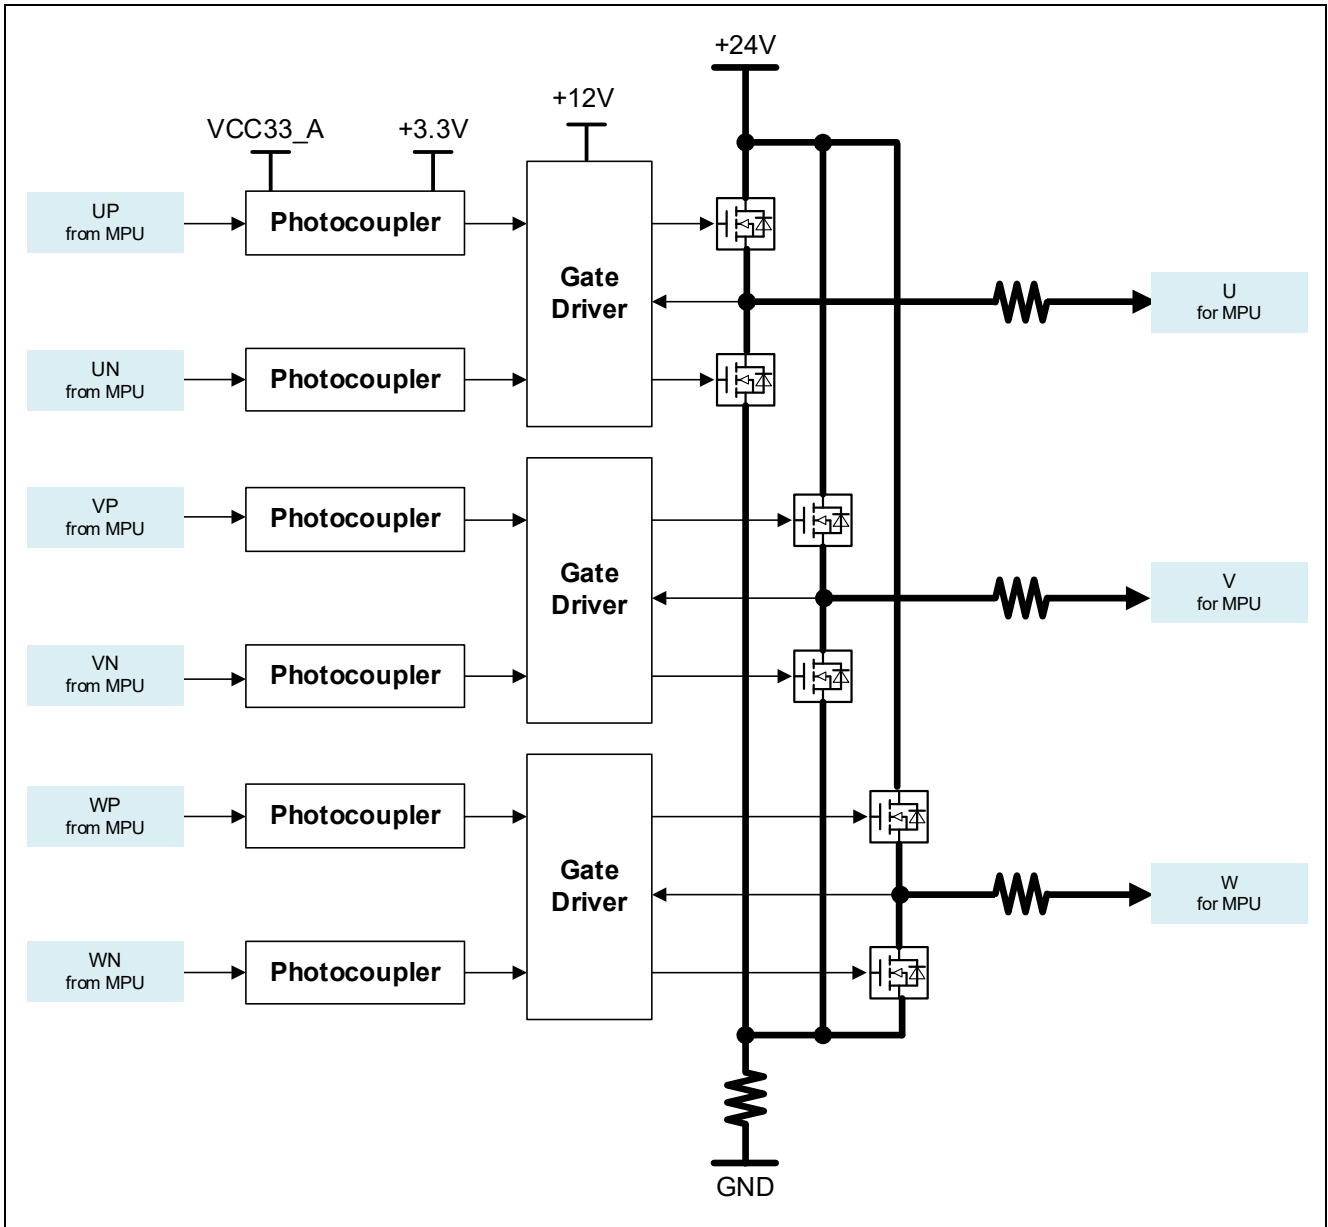 +24V
+12V
VCC33_A
+3.3V
UP
from MPU
Photocoupler
Gate
Driver
U
for MPU
UN
from MPU
Photocoupler
VP
from MPU
Photocoupler
Gate
Driver
V
for MPU
VN
from MPU
Photocoupler
WP
from MPU
Photocoupler
Gate
Driver
W
for MPU
WN
from MPU
Photocoupler
GND